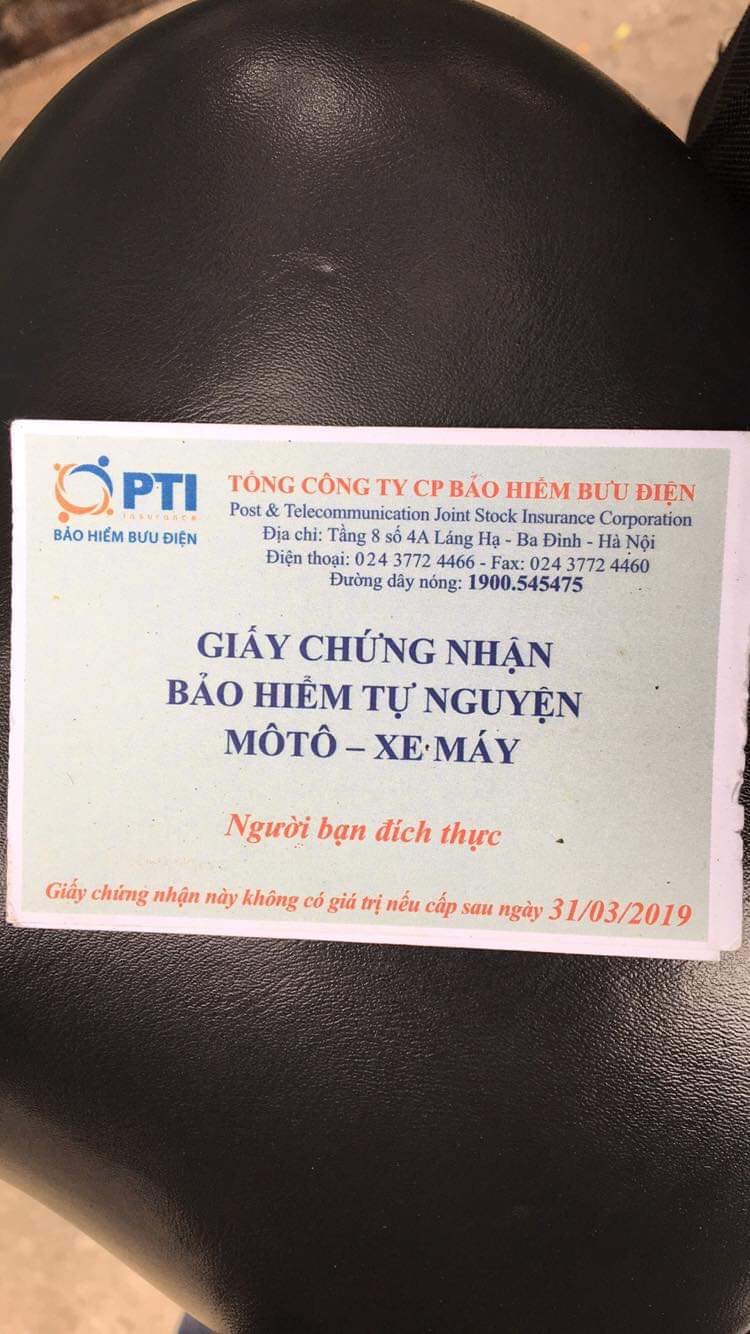 PTI
insurance
BẢO HIỂM BƯU ĐIỆN
TỔNG CÔNG TY CP BẢO HIỂM BƯU ĐIỆN
Post & Telecommunication Joint Stock Insurance Corporation
Địa chỉ: Tầng 8 số 4A Láng Hạ - Ba Đình - Hà Nội
Điện thoại: 024 3772 4466 - Fax: 024 3772 4460
Đường dây nóng: 1900.545475
GIẤY CHỨNG NHẬN
BẢO HIỂM TỰ NGUYỆN
MÔTÔ – XE MÁY
Người bạn đích thực
Giấy chứng nhận này không có giá trị nếu cấp sau ngày 31/03/2019